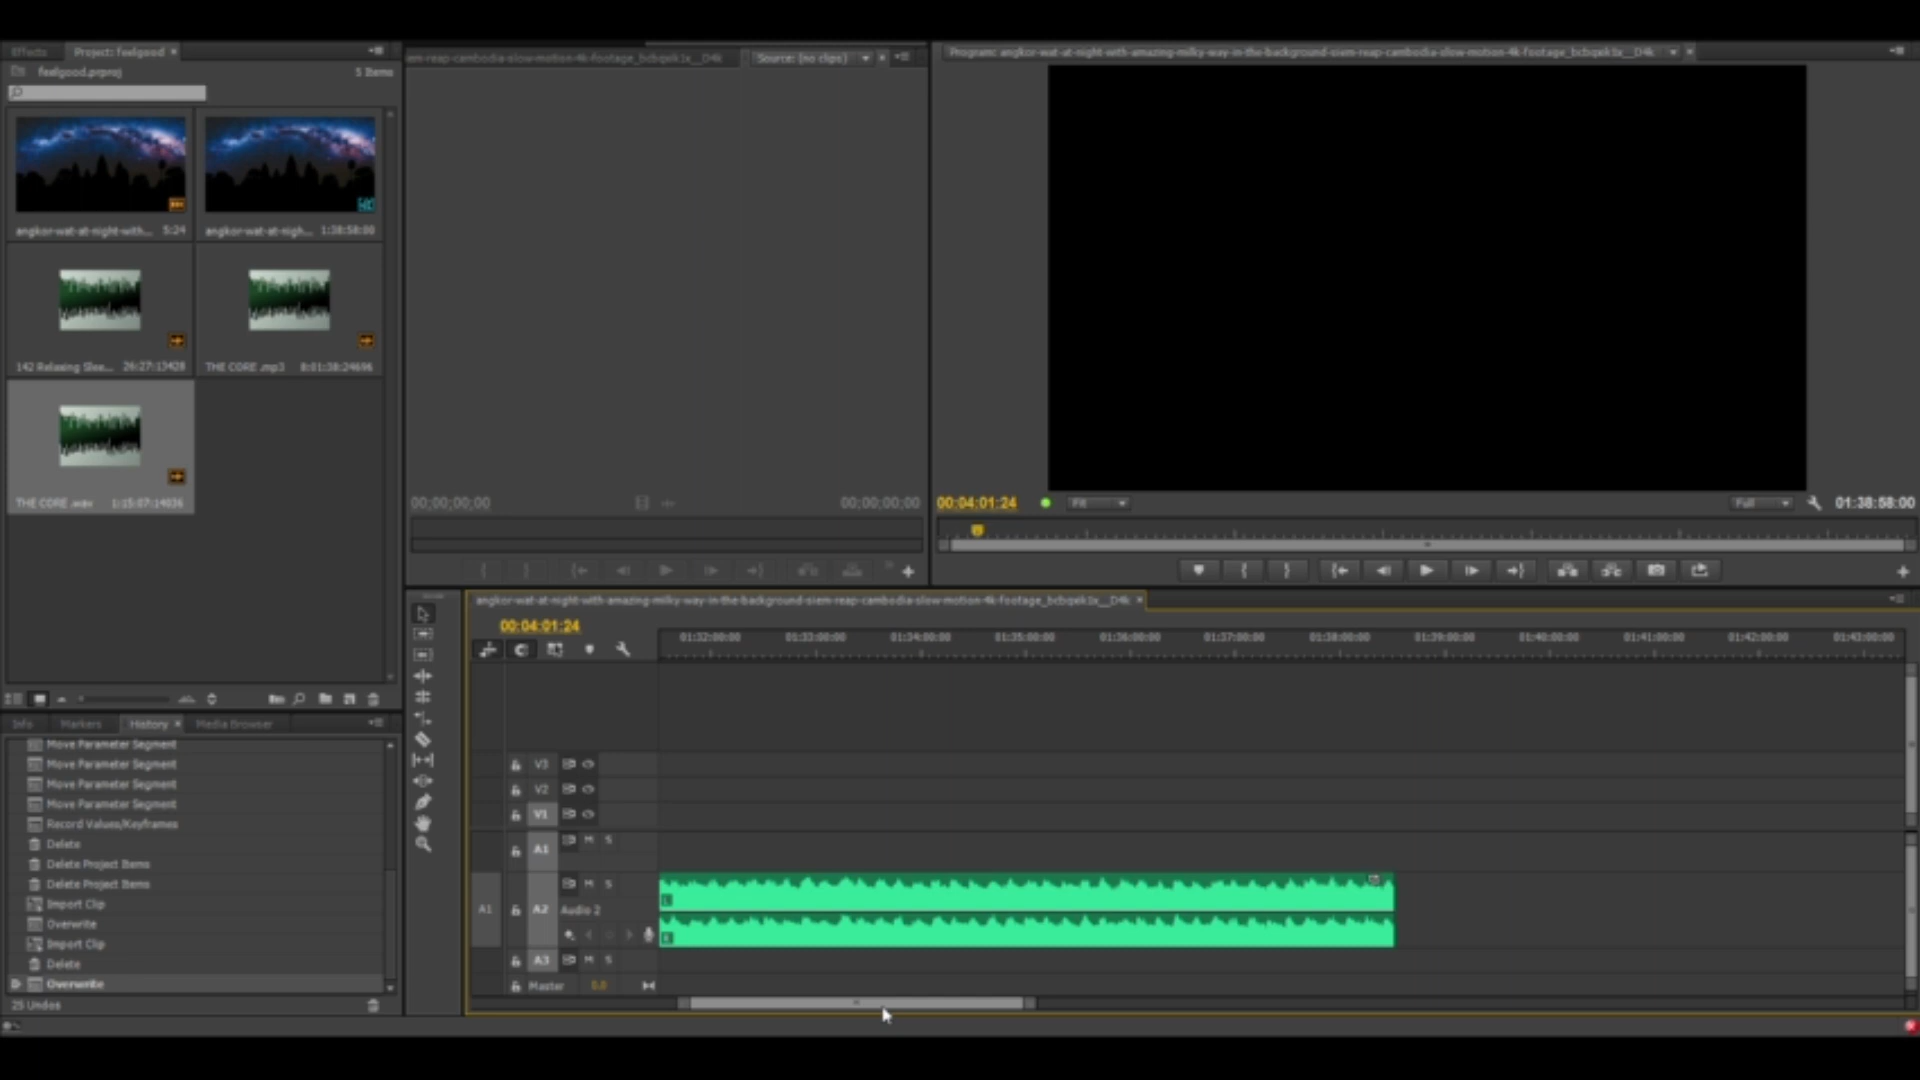 Effects
Project: feelgood ×
feelgood.prproj
5 Items
angkor-wat-at-night-with... 5:24
angkor-wat-at-nigh... 1:38:58:00
142 Relaxing Slee... 26:27:13428
THE CORE .mp3 8:01:38:24696
THE CORE .wav 1:15:07:14036
Info
Markers
History ×
Media Browser
Move Parameter Segment
Move Parameter Segment
Move Parameter Segment
Move Parameter Segment
Record Values/Keyframes
Delete
Delete Project Items
Delete Project Items
Import Clip
Overwrite
Import Clip
Delete
Overwrite
25 Undos
Source: (no clips)
00;00;00;00
00;00;00;00
Program: angkor-wat-at-night-with-amazing-milky-way-in-the-background-siem-reap-cambodia-slow-motion-4k-footage_bcbqeik1x__D4k
00:04:01:24
Fit
Full
01:38:58:00
angkor-wat-at-night-with-amazing-milky-way-in-the-background-siem-reap-cambodia-slow-motion-4k-footage_bcbqeik1x__D4k ×
00:04:01:24
01:32:00:00 01:33:00:00 01:34:00:00 01:35:00:00 01:36:00:00 01:37:00:00 01:38:00:00 01:39:00:00 01:40:00:00 01:41:00:00 01:42:00:00 01:43:00:00
V3
V2
V1
A1 M S
M S
A1 A2 Audio 2
L
R
A3 M S
Master 0.0